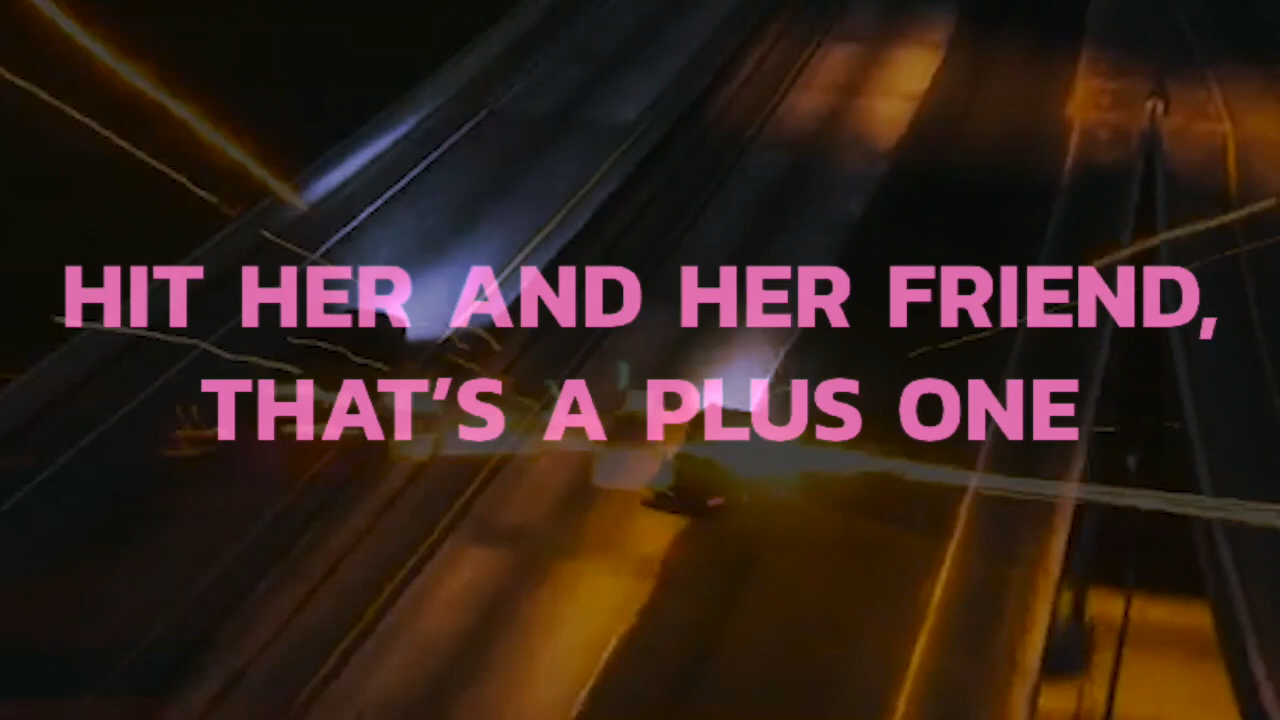 HIT HER AND HER FRIEND,
THAT’S A PLUS ONE